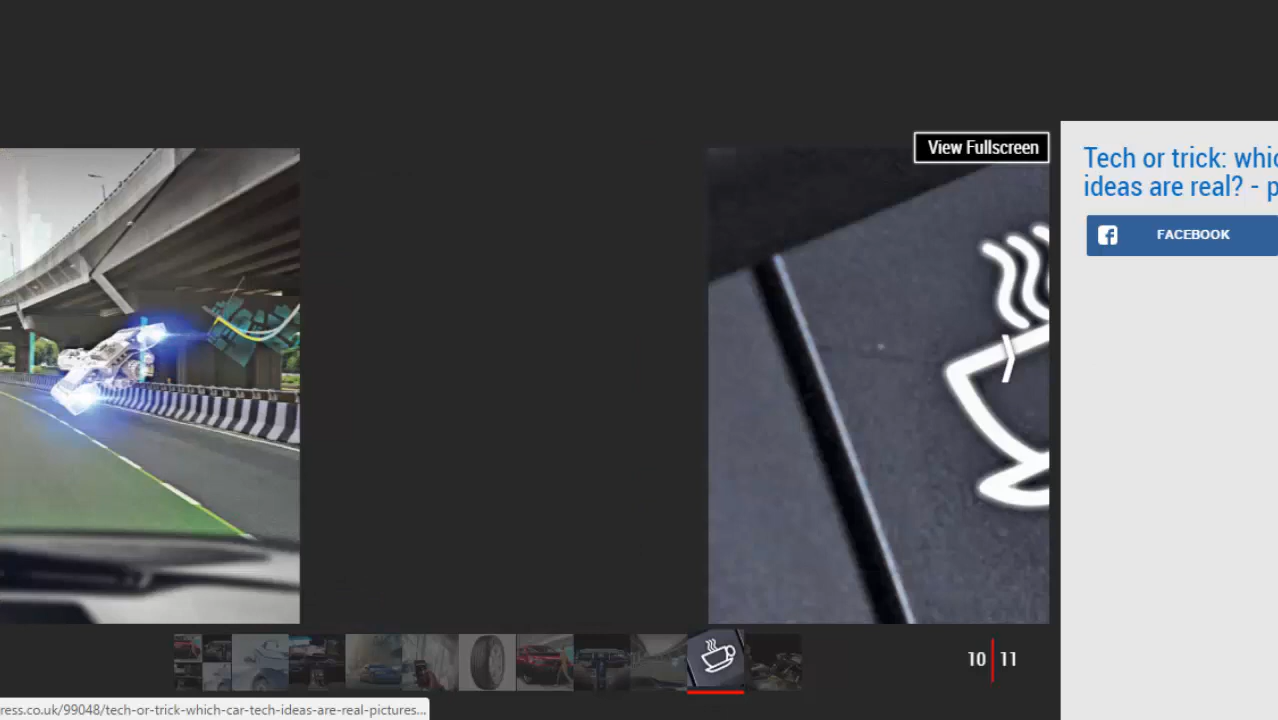 View Fullscreen
Tech or trick: whic
ideas are real? - p
FACEBOOK
10 11
ress.co.uk/99048/tech-or-trick-which-car-tech-ideas-are-real-pictures...